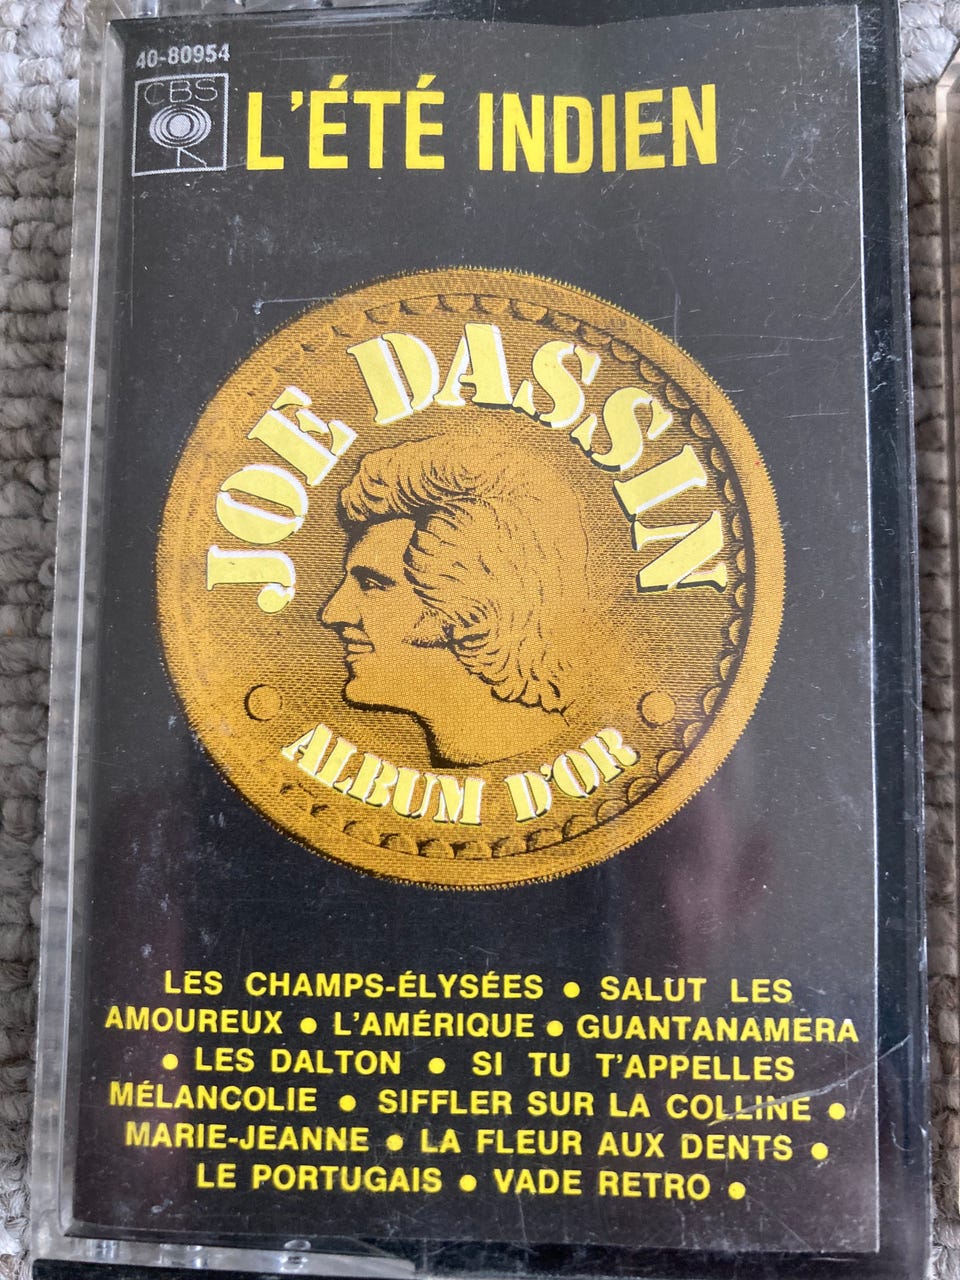 40-80954
CBS
L'ÉTÉ INDIEN
JOE DASSIN
ALBUM D'OR
LES CHAMPS-ÉLYSÉES • SALUT LES
AMOUREUX • L'AMÉRIQUE • GUANTANAMERA
• LES DALTON • SI TU T'APPELLES
MÉLANCOLIE • SIFFLER SUR LA COLLINE •
MARIE-JEANNE • LA FLEUR AUX DENTS •
LE PORTUGAIS • VADE RETRO •